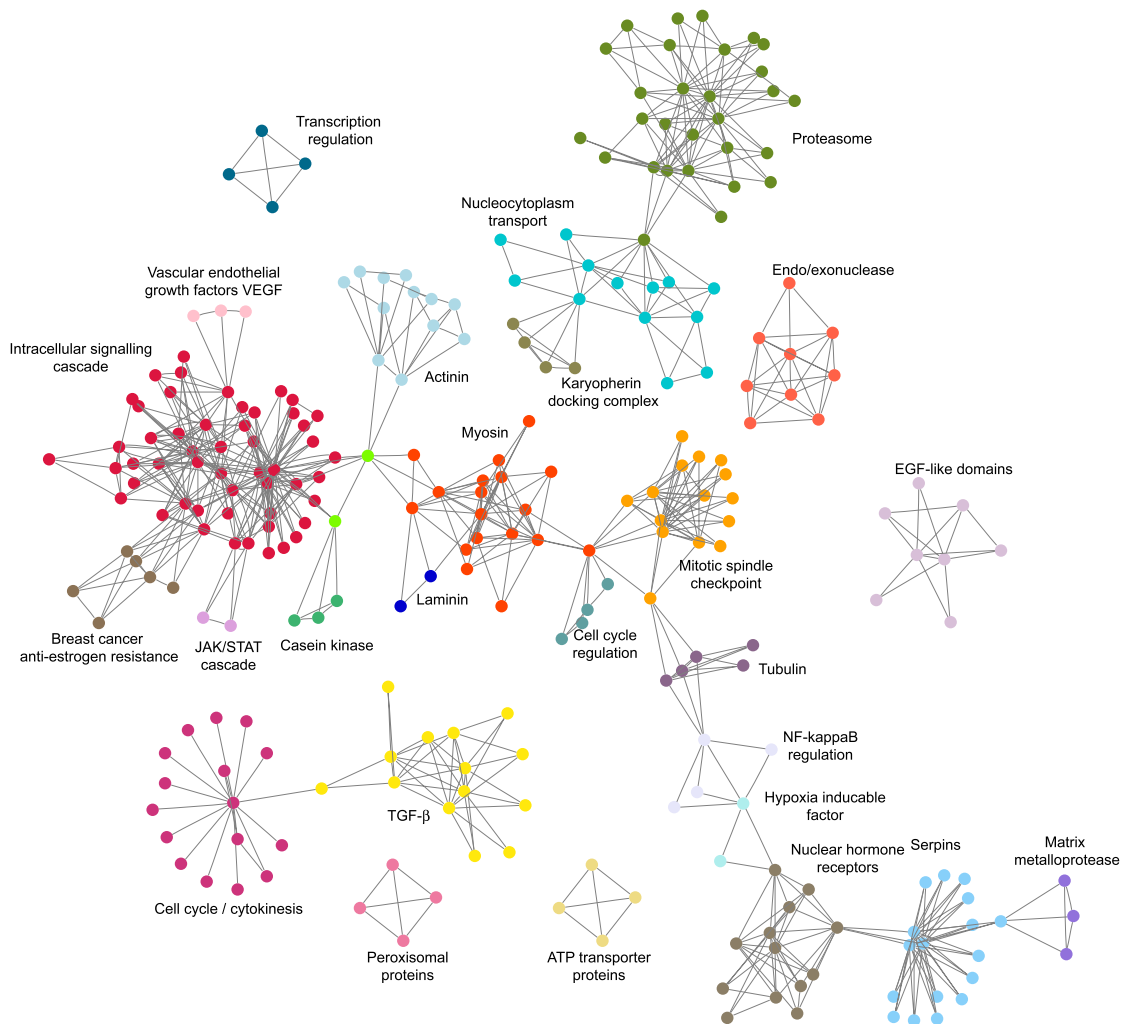 Transcription
regulation
Proteasome
Nucleocytoplasm
transport
Vascular endothelial
growth factors VEGF
Endo/exonuclease
Intracellular signalling
cascade
Actinin
Karyopherin
docking complex
Myosin
EGF-like domains
Mitotic spindle
checkpoint
Laminin
Breast cancer
anti-estrogen resistance
JAK/STAT
cascade
Casein kinase
Cell cycle
regulation
Tubulin
NF-kappaB
regulation
Hypoxia inducable
factor
TGF-β
Nuclear hormone
receptors
Serpins
Matrix
metalloprotease
Cell cycle / cytokinesis
Peroxisomal
proteins
ATP transporter
proteins